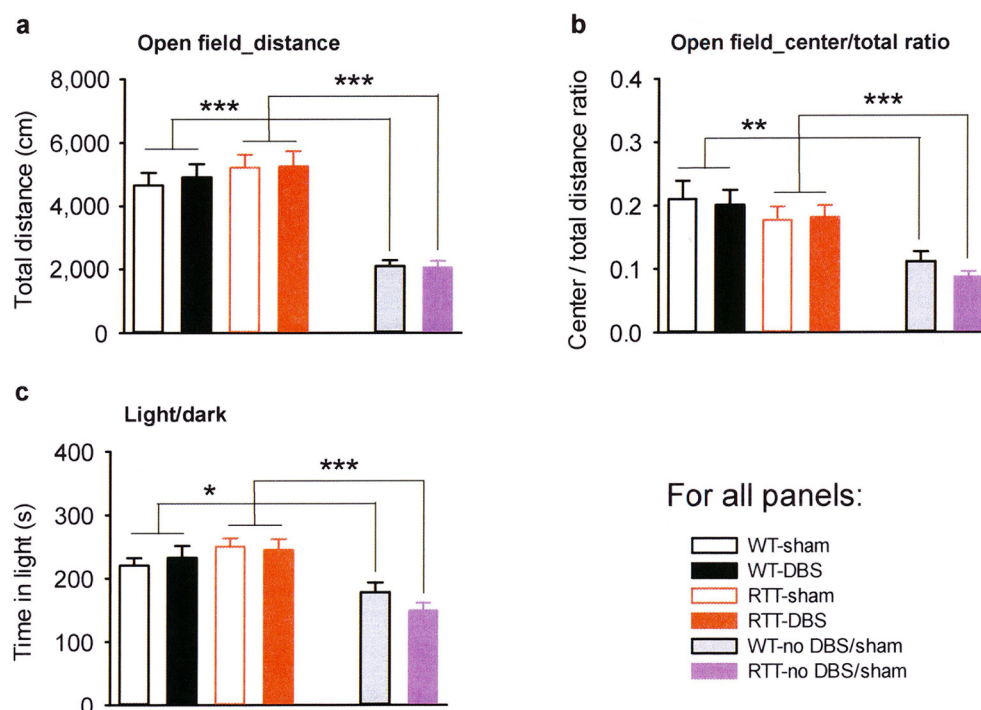 a
Open field_distance
Total distance (cm)
8,000
6,000
4,000
2,000
0
***
***
b
Open field_center/total ratio
Center / total distance ratio
0.4
0.3
0.2
0.1
0.0
**
***
c
Light/dark
Time in light (s)
400
300
200
100
0
*
***
For all panels:
WT-sham
WT-DBS
RTT-sham
RTT-DBS
WT-no DBS/sham
RTT-no DBS/sham